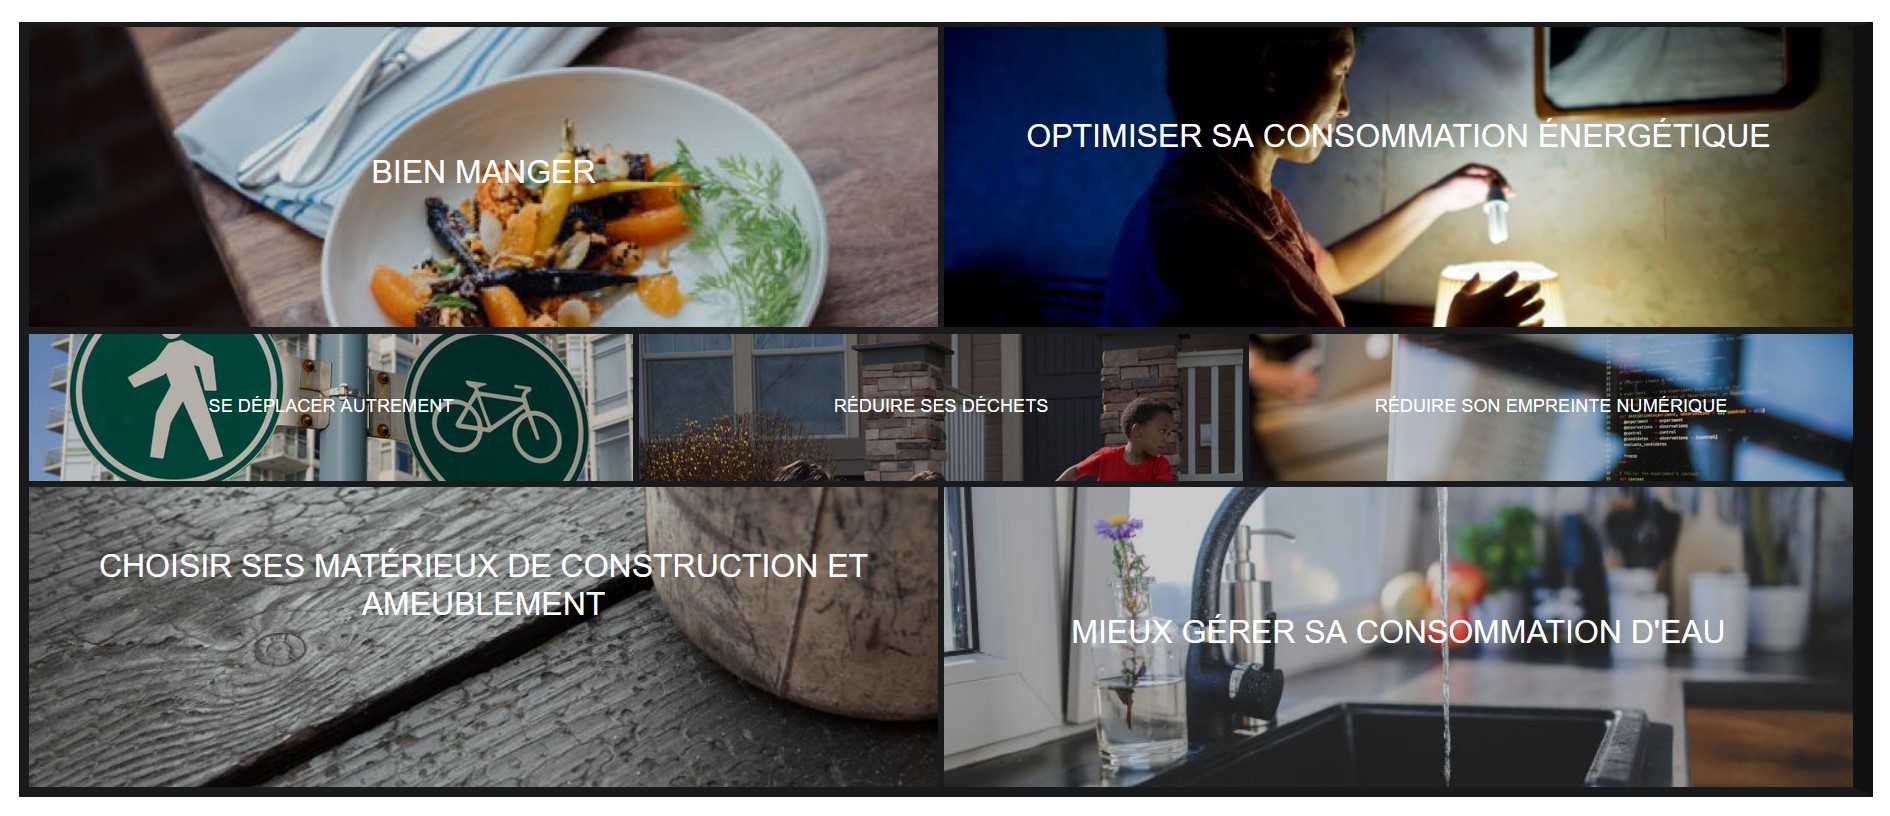 BIEN MANGER
OPTIMISER SA CONSOMMATION ÉNERGÉTIQUE
SE DÉPLACER AUTREMENT
RÉDUIRE SES DÉCHETS
RÉDUIRE SON EMPREINTE NUMÉRIQUE
CHOISIR SES MATÉRIEUX DE CONSTRUCTION ET
AMEUBLEMENT
MIEUX GÉRER SA CONSOMMATION D'EAU